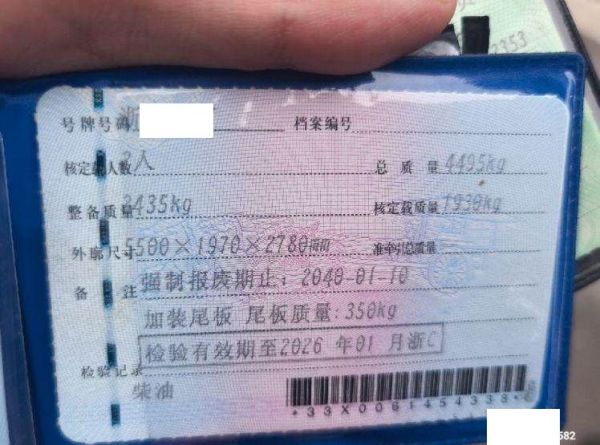 2353
号牌号码 浙 档案编号
核定载人数 2人 总质量 4495kg
整备质量 2435kg 核定载质量 1930kg
外廓尺寸 5500×1970×2780mm 准牵引总质量
备注 强制报废期止：2040-01-10
加装尾板 尾板质量:350kg
检验有效期至2026 年01 月浙C
检验记录
柴油
*33X0061454338*
582